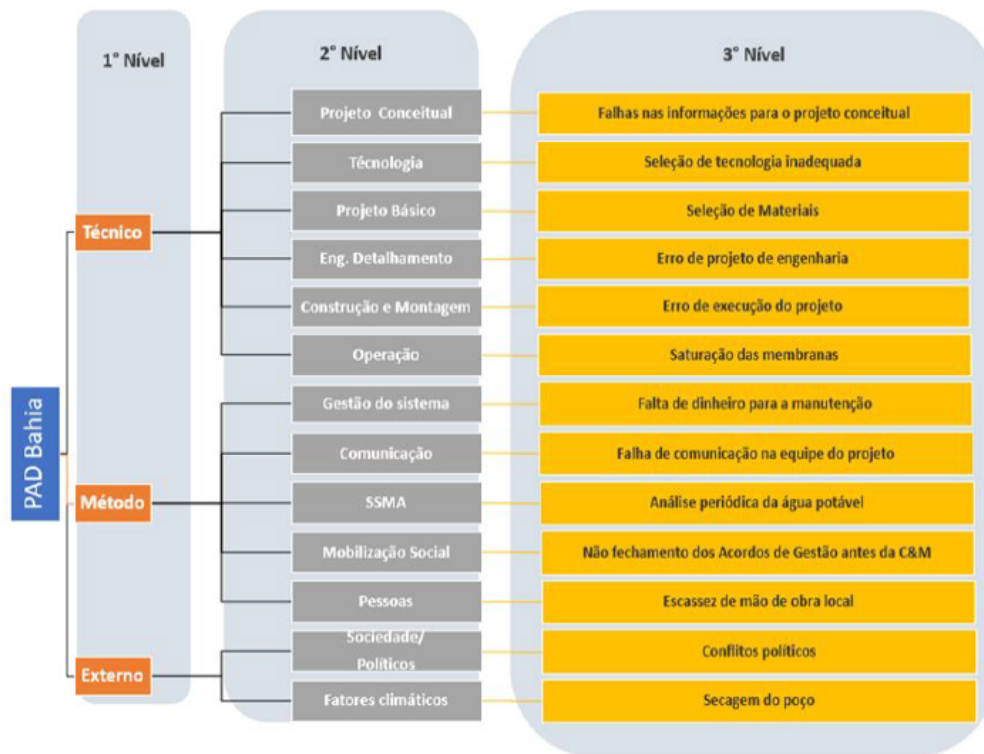 1° Nível
2° Nível
3° Nível
Projeto Conceitual
Falhas nas informações para o projeto conceitual
Técnologia
Seleção de tecnologia inadequada
Projeto Básico
Seleção de Materiais
Técnico
Eng. Detalhamento
Erro de projeto de engenharia
Construção e Montagem
Erro de execução do projeto
Operação
Saturação das membranas
PAD Bahia
Gestão do sistema
Falta de dinheiro para a manutenção
Comunicação
Falha de comunicação na equipe do projeto
Método
SSMA
Análise periódica da água potável
Mobilização Social
Não fechamento dos Acordos de Gestão antes da C&M
Pessoas
Escassez de mão de obra local
Sociedade/
Políticos
Conflitos políticos
Externo
Fatores climáticos
Secagem do poço